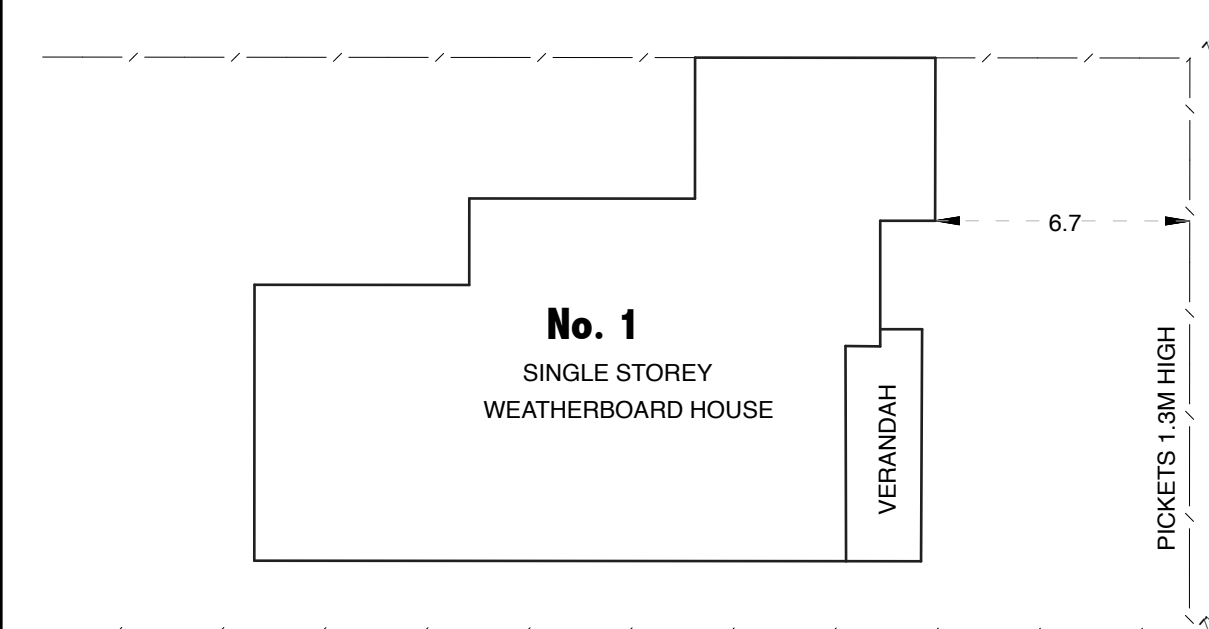 6.7
No. 1
SINGLE STOREY
WEATHERBOARD HOUSE
VERANDAH
PICKETS 1.3M HIGH